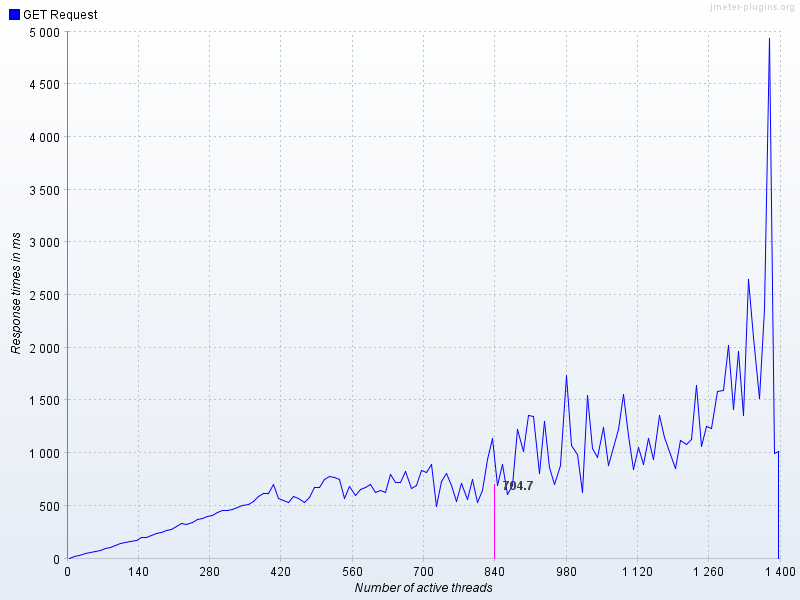 jmeter-plugins.org
GET Request
5 000
4 500
4 000
3 500
3 000
2 500
2 000
1 500
1 000
500
0
Response times in ms
704.7
0 140 280 420 560 700 840 980 1 120 1 260 1 400
Number of active threads